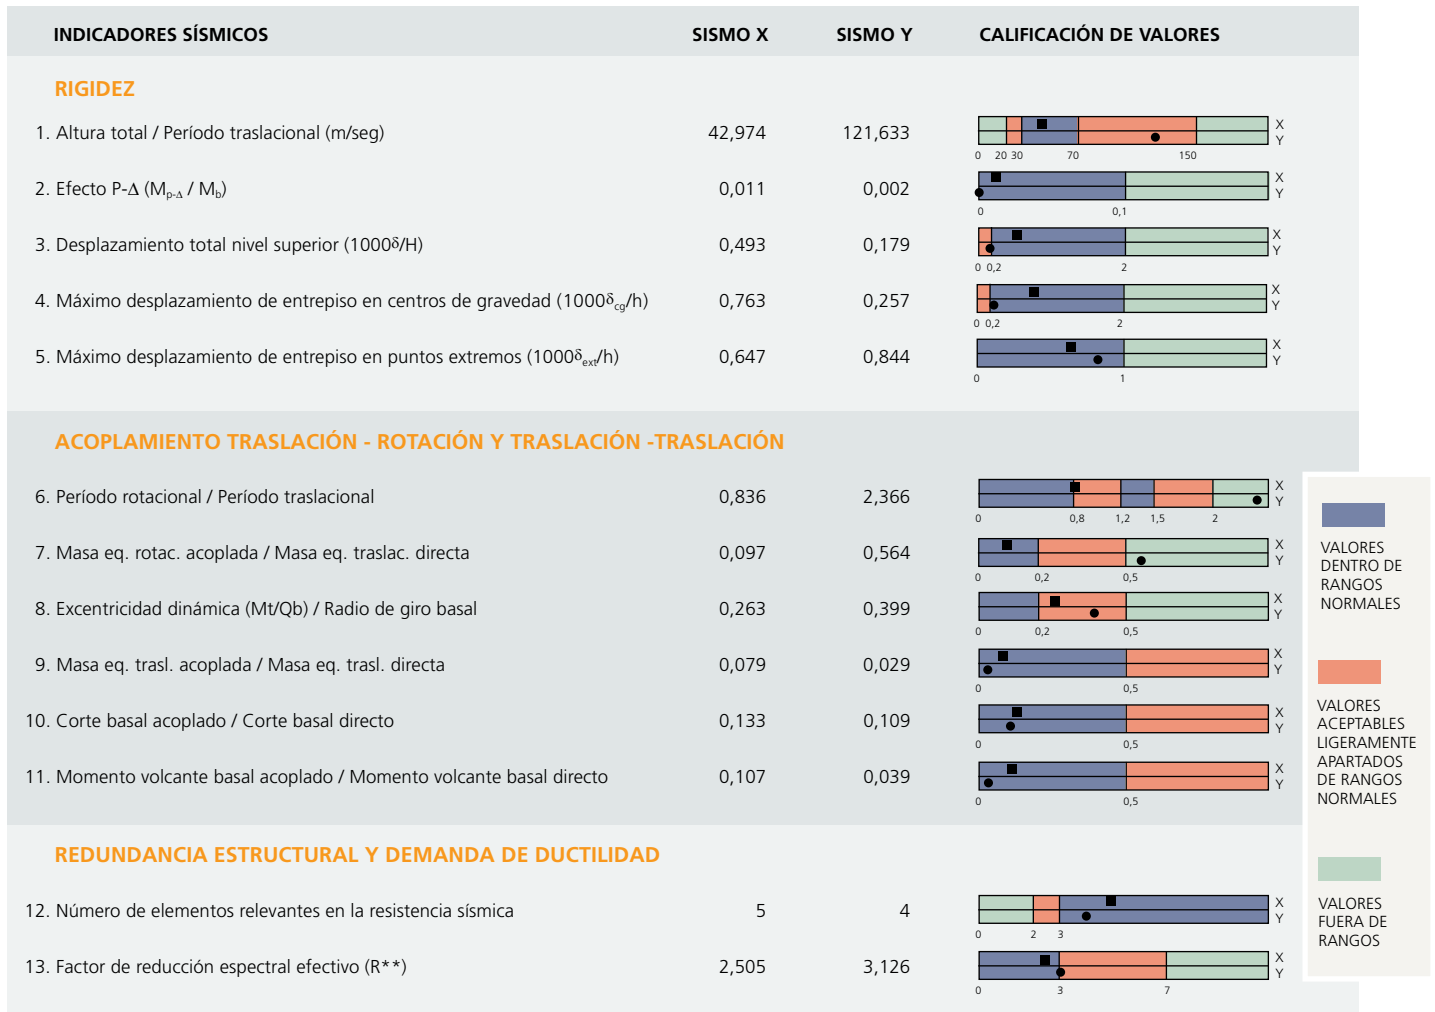 INDICADORES SÍSMICOS SISMO X SISMO Y CALIFICACIÓN DE VALORES
RIGIDEZ
1. Altura total / Período traslacional (m/seg) 42,974 121,633 X
Y
0 20 30 70 150
2. Efecto P-Δ (Mp-Δ / Mb) 0,011 0,002 X
Y
0 0,1
3. Desplazamiento total nivel superior (1000δ/H) 0,493 0,179 X
Y
0 0,2 2
4. Máximo desplazamiento de entrepiso en centros de gravedad (1000δcg/h) 0,763 0,257 X
Y
0 0,2 2
5. Máximo desplazamiento de entrepiso en puntos extremos (1000δext/h) 0,647 0,844 X
Y
0 1
ACOPLAMIENTO TRASLACIÓN - ROTACIÓN Y TRASLACIÓN -TRASLACIÓN
6. Período rotacional / Período traslacional 0,836 2,366 X
Y
0 0,8 1,2 1,5 2
7. Masa eq. rotac. acoplada / Masa eq. traslac. directa 0,097 0,564 X
Y
0 0,2 0,5
8. Excentricidad dinámica (Mt/Qb) / Radio de giro basal 0,263 0,399 X
Y
0 0,2 0,5
9. Masa eq. trasl. acoplada / Masa eq. trasl. directa 0,079 0,029 X
Y
0 0,5
10. Corte basal acoplado / Corte basal directo 0,133 0,109 X
Y
0 0,5
11. Momento volcante basal acoplado / Momento volcante basal directo 0,107 0,039 X
Y
0 0,5
REDUNDANCIA ESTRUCTURAL Y DEMANDA DE DUCTILIDAD
12. Número de elementos relevantes en la resistencia sísmica 5 4 X
Y
0 2 3
13. Factor de reducción espectral efectivo (R**) 2,505 3,126 X
Y
0 3 7
VALORES
DENTRO DE
RANGOS
NORMALES
VALORES
ACEPTABLES
LIGERAMENTE
APARTADOS
DE RANGOS
NORMALES
VALORES
FUERA DE
RANGOS